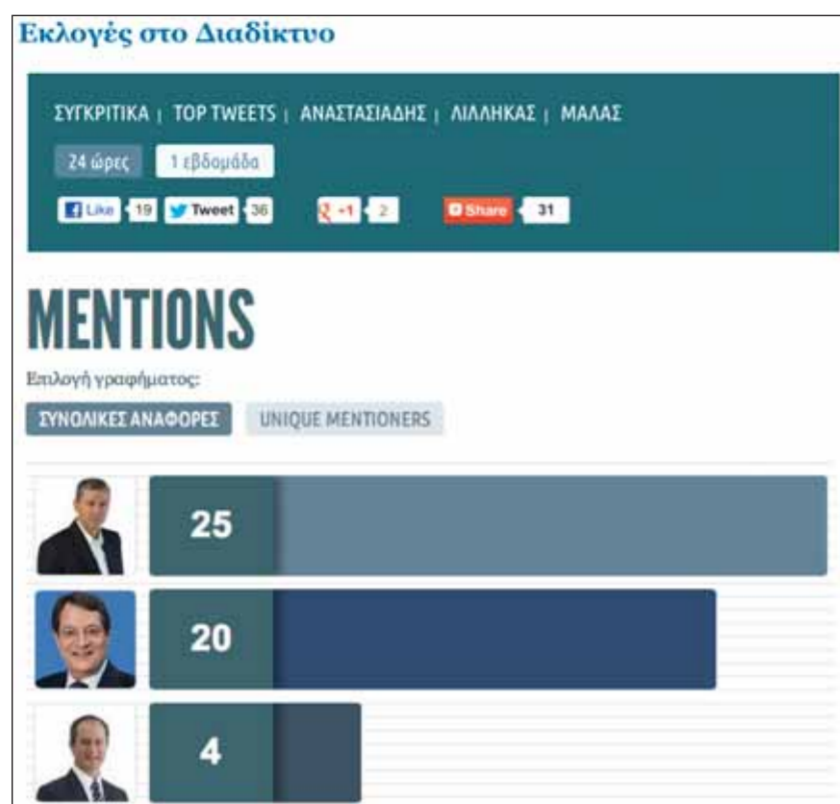 Εκλογές στο Διαδίκτυο
ΣΥΓΚΡΙΤΙΚΑ | TOP TWEETS | ΑΝΑΣΤΑΣΙΑΔΗΣ | ΛΙΛΛΗΚΑΣ | ΜΑΛΑΣ
24 ώρες 1 εβδομάδα
Like 19 Tweet 36 +1 2 Share 31
MENTIONS
Επιλογή γραφήματος:
ΣΥΝΟΛΙΚΕΣ ΑΝΑΦΟΡΕΣ UNIQUE MENTIONERS
25
20
4